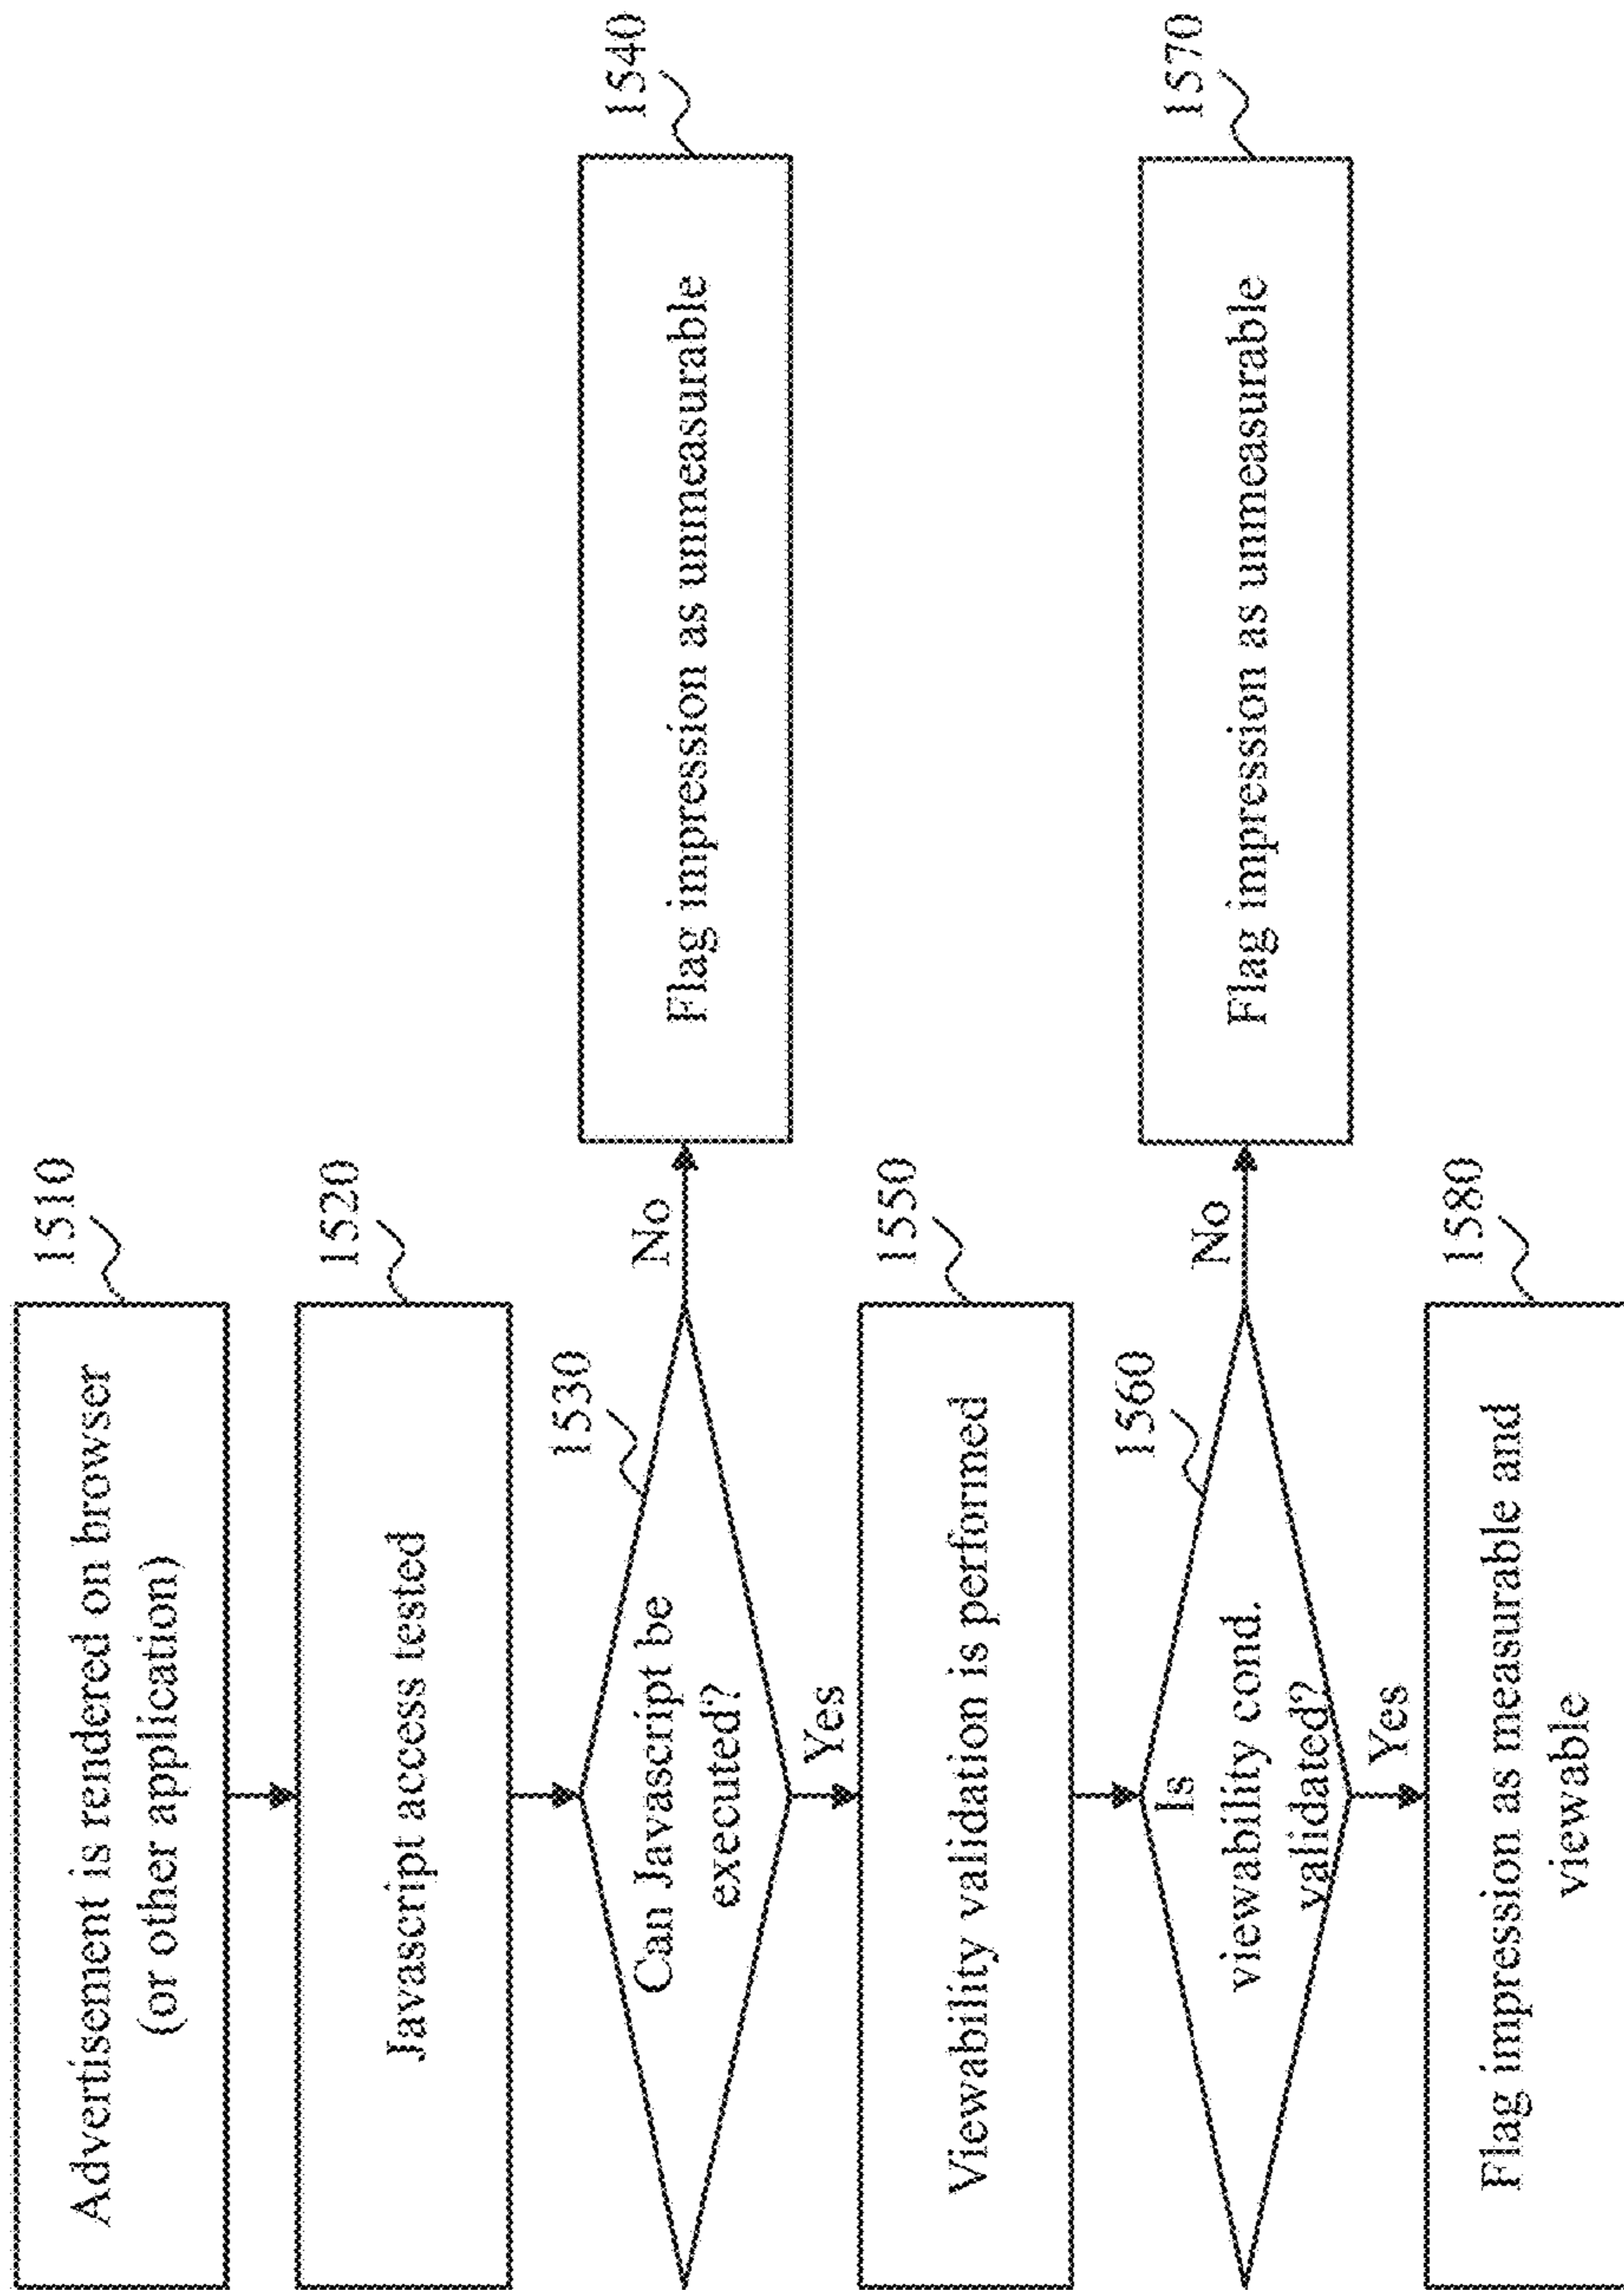 1510
Advertisement is rendered on browser
(or other application)
1520
Javascript access tested
1530
Can Javascript be
executed?
No
1540
Flag impression as unmeasurable
Yes
1550
Viewability validation is performed
1560
Is
viewability cond.
validated?
No
1570
Flag impression as unmeasurable
Yes
1580
Flag impression as measurable and
viewable